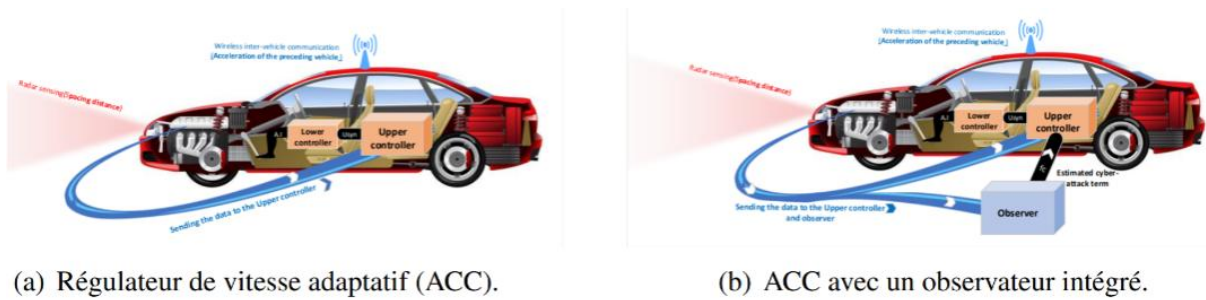 Wireless inter-vehicle communication
[Acceleration of the preceding vehicle]
Radar sensing(Spacing distance)
Lower
controller
Upper
controller
Sending the data to the Upper controller
(a) Régulateur de vitesse adaptatif (ACC).
Wireless inter-vehicle communication
[Acceleration of the preceding vehicle]
Radar sensing(Spacing distance)
Lower
controller
Upper
controller
Estimated cyber-
attack term
Sending the data to the Upper controller
and observer
Observer
(b) ACC avec un observateur intégré.